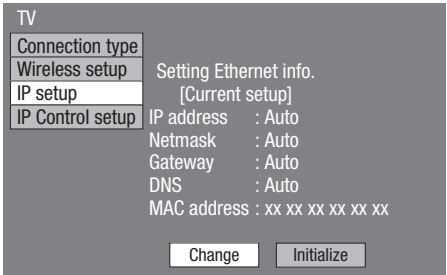 TV
Connection type
Wireless setup
IP setup
IP Control setup
Setting Ethernet info.
[Current setup]
IP address : Auto
Netmask : Auto
Gateway : Auto
DNS : Auto
MAC address : xx xx xx xx xx xx
Change
Initialize